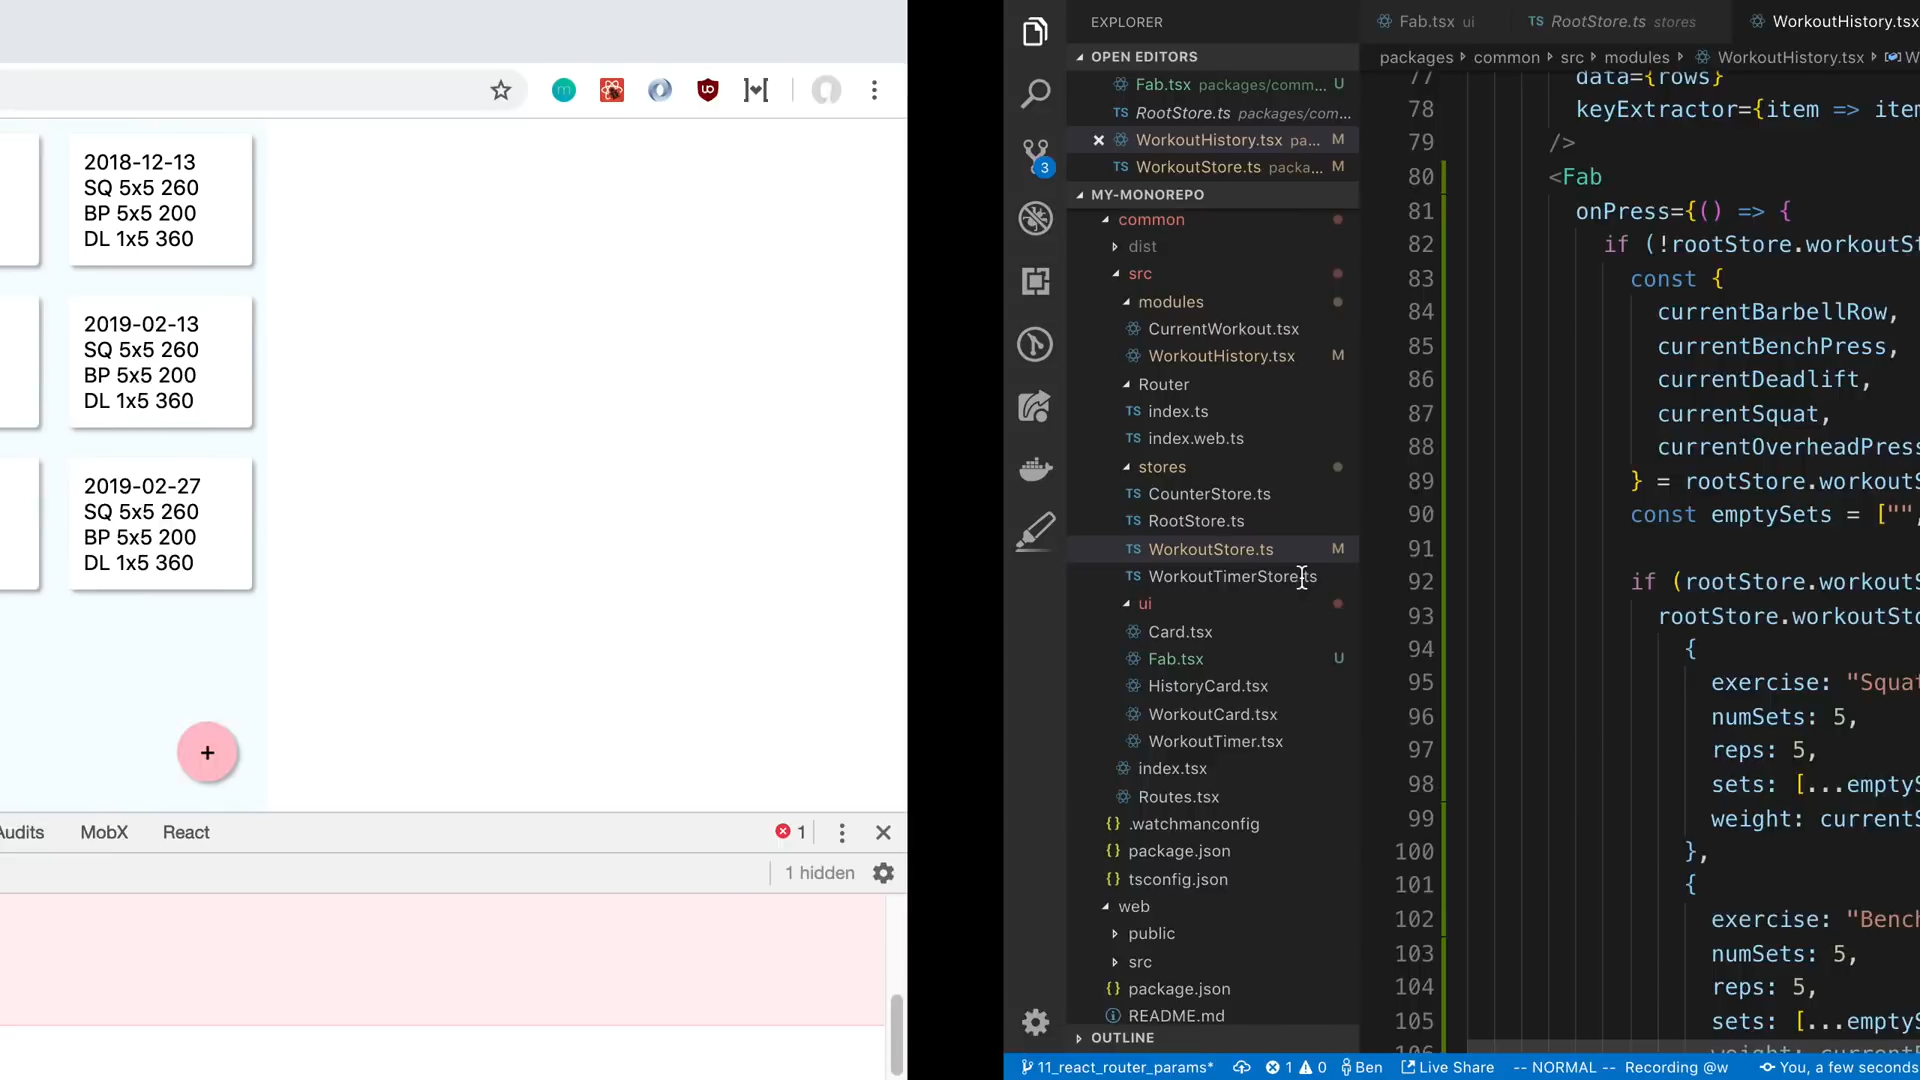 2018-12-13
SQ 5x5 260
BP 5x5 200
DL 1x5 360
2019-02-13
SQ 5x5 260
BP 5x5 200
DL 1x5 360
2019-02-27
SQ 5x5 260
BP 5x5 200
DL 1x5 360
+
Audits MobX React 1
1 hidden
EXPLORER
OPEN EDITORS
Fab.tsx packages/comm... U
RootStore.ts packages/com...
WorkoutHistory.tsx pa... M
TS WorkoutStore.ts packa... M
MY-MONOREPO
common
dist
src
modules
CurrentWorkout.tsx
WorkoutHistory.tsx M
Router
TS index.ts
TS index.web.ts
stores
TS CounterStore.ts
TS RootStore.ts
TS WorkoutStore.ts M
TS WorkoutTimerStore.ts
ui
Card.tsx
Fab.tsx U
HistoryCard.tsx
WorkoutCard.tsx
WorkoutTimer.tsx
index.tsx
Routes.tsx
{} .watchmanconfig
{} package.json
{} tsconfig.json
web
public
src
{} package.json
README.md
OUTLINE
Fab.tsx ui TS RootStore.ts stores WorkoutHistory.tsx
packages > common > src > modules > WorkoutHistory.tsx > W
77 data={rows}
78 keyExtractor={item => item
79 />
80 <Fab
81 onPress={() => {
82 if (!rootStore.workoutSt
83 const {
84 currentBarbellRow,
85 currentBenchPress,
86 currentDeadlift,
87 currentSquat,
88 currentOverheadPress
89 } = rootStore.workoutS
90 const emptySets = ["",
91
92 if (rootStore.workoutS
93 rootStore.workoutSto
94 {
95 exercise: "Squat
96 numSets: 5,
97 reps: 5,
98 sets: [...emptyS
99 weight: currentS
100 },
101 {
102 exercise: "Bench
103 numSets: 5,
104 reps: 5,
105 sets: [...emptyS
11_react_router_params* 1 0 Ben Live Share -- NORMAL -- Recording @w You, a few seconds